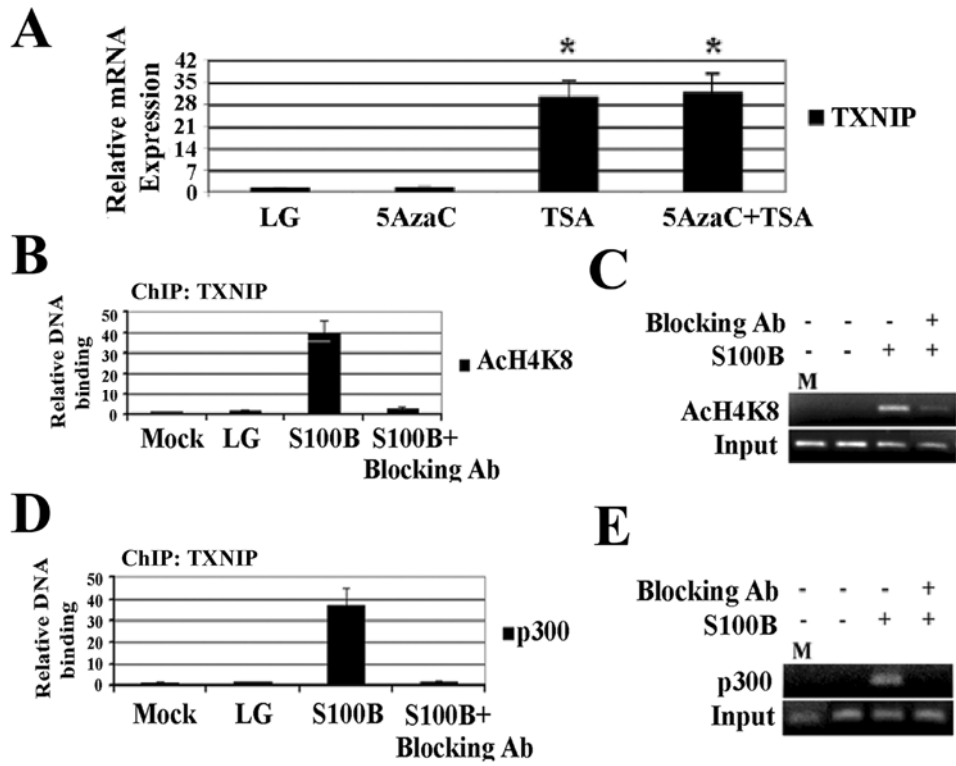 A
Relative mRNA
Expression
42
35
28
21
14
7
0
* *
TXNIP
LG 5AzaC TSA 5AzaC+TSA
B
ChIP: TXNIP
Relative DNA
binding
50
40
30
20
10
0
AcH4K8
Mock LG S100B S100B+
Blocking Ab
C
Blocking Ab - - - +
S100B - - + +
M
AcH4K8
Input
D
ChIP: TXNIP
Relative DNA
binding
50
40
30
20
10
0
p300
Mock LG S100B S100B+
Blocking Ab
E
Blocking Ab - - - +
S100B - - + +
M
p300
Input